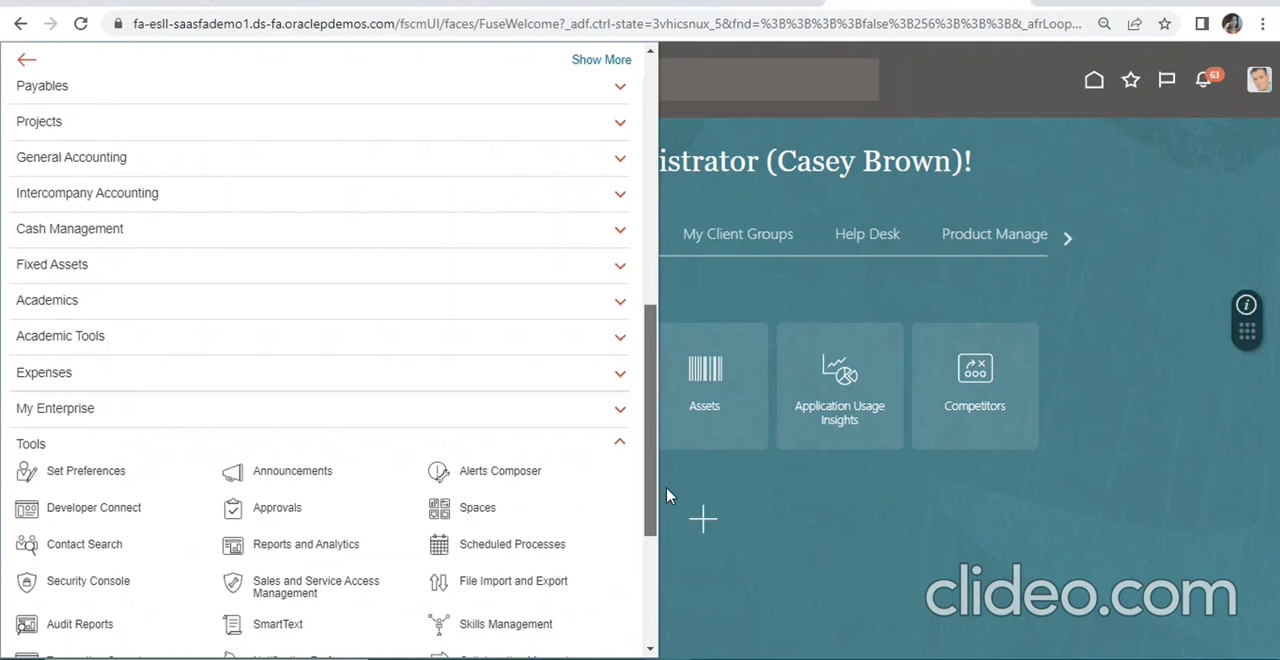 fa-esll-saasfademo1.ds-fa.oraclepdemos.com/fscmUI/faces/FuseWelcome?_adf.ctrl-state=3vhicsnux_5&fnd=%3B%3B%3B%3Bfalse%3B256%3B%3B%3B&_afrLoop...
Show More
Payables
Projects
General Accounting
Intercompany Accounting
Cash Management
Fixed Assets
Academics
Academic Tools
Expenses
My Enterprise
Tools
Set Preferences
Announcements
Alerts Composer
Developer Connect
Approvals
Spaces
Contact Search
Reports and Analytics
Scheduled Processes
Security Console
Sales and Service Access
Management
File Import and Export
Audit Reports
SmartText
Skills Management
63
istrator (Casey Brown)!
My Client Groups
Help Desk
Product Manage
Assets
Application Usage
Insights
Competitors
clideo.com